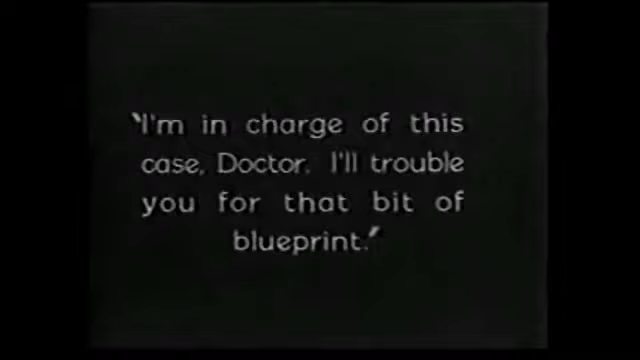 "I'm in charge of this
case, Doctor. I'll trouble
you for that bit of
blueprint."